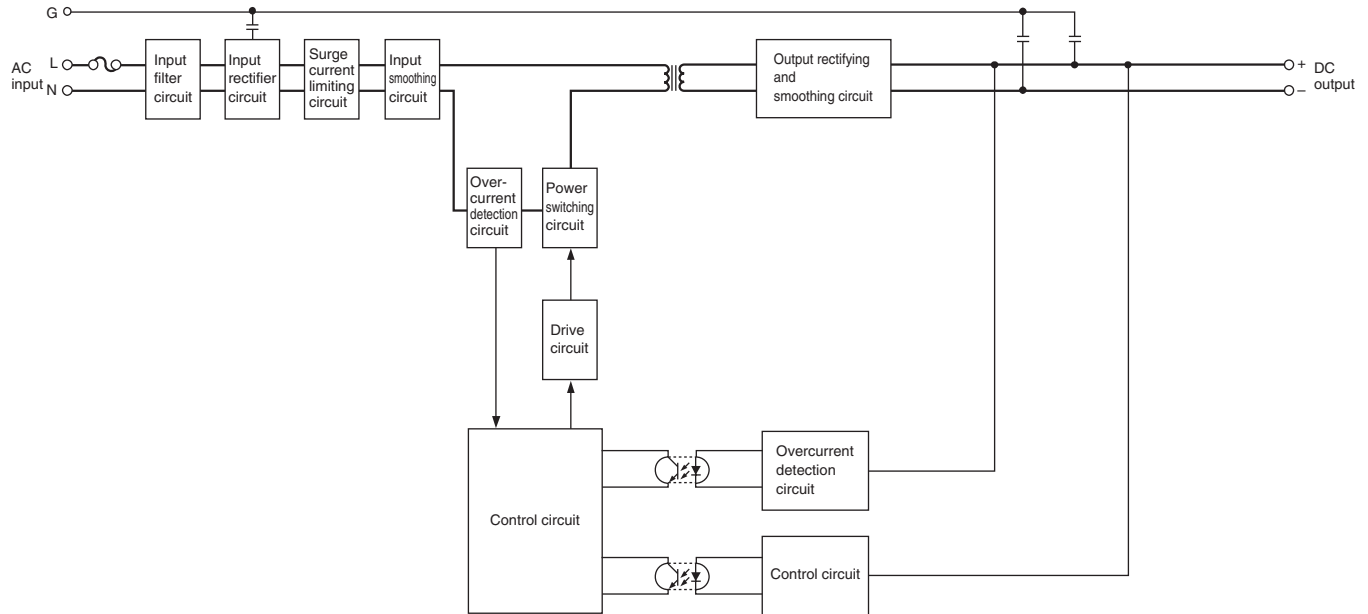 G
AC
input
L
N
Input
filter
circuit
Input
rectifier
circuit
Surge
current
limiting
circuit
Input
smoothing
circuit
Output rectifying
and
smoothing circuit
+
–
DC
output
Over-
current
detection
circuit
Power
switching
circuit
Drive
circuit
Control circuit
Overcurrent
detection
circuit
Control circuit